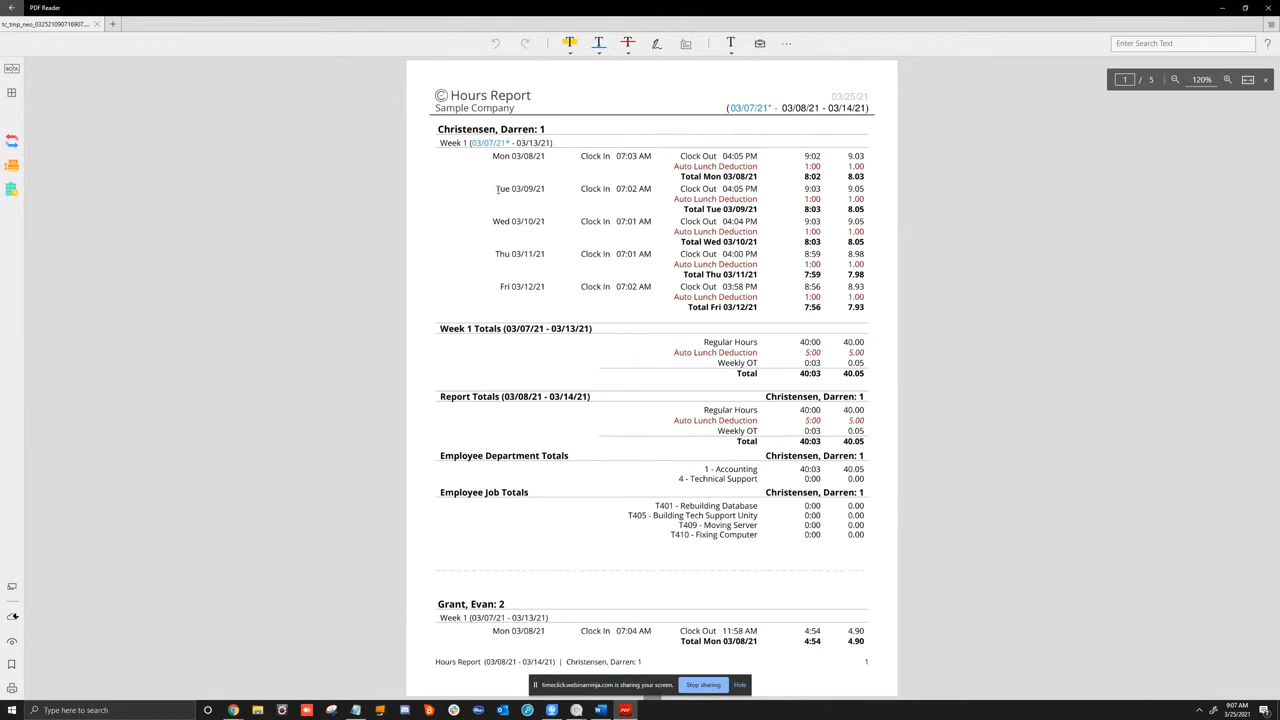 PDF Reader
tc_tmp_neo_032521090716907....
Enter Search Text
1 / 5 120%
BOTA
© Hours Report 03/25/21
Sample Company (03/07/21* - 03/08/21 - 03/14/21)
Christensen, Darren: 1
Week 1 (03/07/21* - 03/13/21)
Mon 03/08/21 Clock In 07:03 AM Clock Out 04:05 PM 9:02 9.03
Auto Lunch Deduction 1:00 1.00
Total Mon 03/08/21 8:02 8.03
Tue 03/09/21 Clock In 07:02 AM Clock Out 04:05 PM 9:03 9.05
Auto Lunch Deduction 1:00 1.00
Total Tue 03/09/21 8:03 8.05
Wed 03/10/21 Clock In 07:01 AM Clock Out 04:04 PM 9:03 9.05
Auto Lunch Deduction 1:00 1.00
Total Wed 03/10/21 8:03 8.05
Thu 03/11/21 Clock In 07:01 AM Clock Out 04:00 PM 8:59 8.98
Auto Lunch Deduction 1:00 1.00
Total Thu 03/11/21 7:59 7.98
Fri 03/12/21 Clock In 07:02 AM Clock Out 03:58 PM 8:56 8.93
Auto Lunch Deduction 1:00 1.00
Total Fri 03/12/21 7:56 7.93
Week 1 Totals (03/07/21 - 03/13/21)
Regular Hours 40:00 40.00
Auto Lunch Deduction 5:00 5.00
Weekly OT 0:03 0.05
Total 40:03 40.05
Report Totals (03/08/21 - 03/14/21) Christensen, Darren: 1
Regular Hours 40:00 40.00
Auto Lunch Deduction 5:00 5.00
Weekly OT 0:03 0.05
Total 40:03 40.05
Employee Department Totals Christensen, Darren: 1
1 - Accounting 40:03 40.05
4 - Technical Support 0:00 0.00
Employee Job Totals Christensen, Darren: 1
T401 - Rebuilding Database 0:00 0.00
T405 - Building Tech Support Unity 0:00 0.00
T409 - Moving Server 0:00 0.00
T410 - Fixing Computer 0:00 0.00
Grant, Evan: 2
Week 1 (03/07/21 - 03/13/21)
Mon 03/08/21 Clock In 07:04 AM Clock Out 11:58 AM 4:54 4.90
Total Mon 03/08/21 4:54 4.90
Hours Report (03/08/21 - 03/14/21) | Christensen, Darren: 1 1
timeclick.webinarninja.com is sharing your screen. Stop sharing Hide
Type here to search
PDF
9:07 AM
3/25/2021